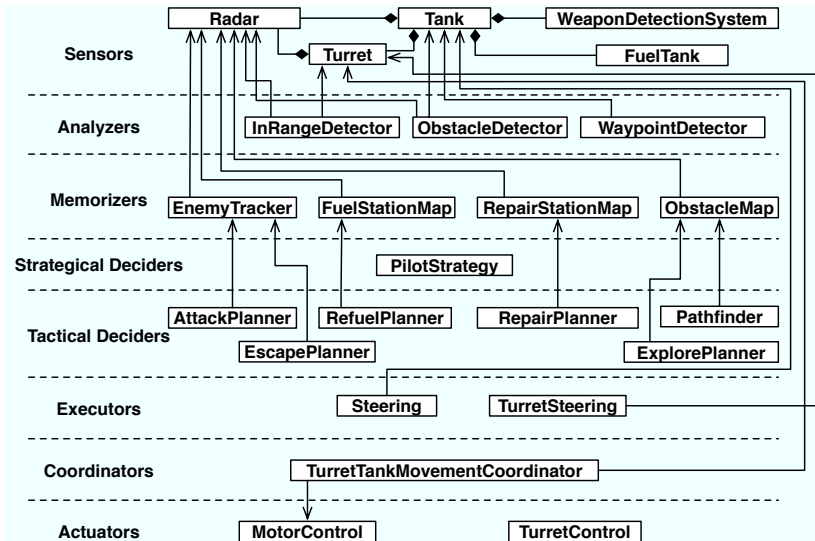 Radar Tank WeaponDetectionSystem
Sensors Turret FuelTank
Analyzers InRangeDetector ObstacleDetector WaypointDetector
Memorizers EnemyTracker FuelStationMap RepairStationMap ObstacleMap
Strategical Deciders PilotStrategy
AttackPlanner RefuelPlanner RepairPlanner Pathfinder
Tactical Deciders
EscapePlanner ExplorePlanner
Executors Steering TurretSteering
Coordinators TurretTankMovementCoordinator
Actuators MotorControl TurretControl